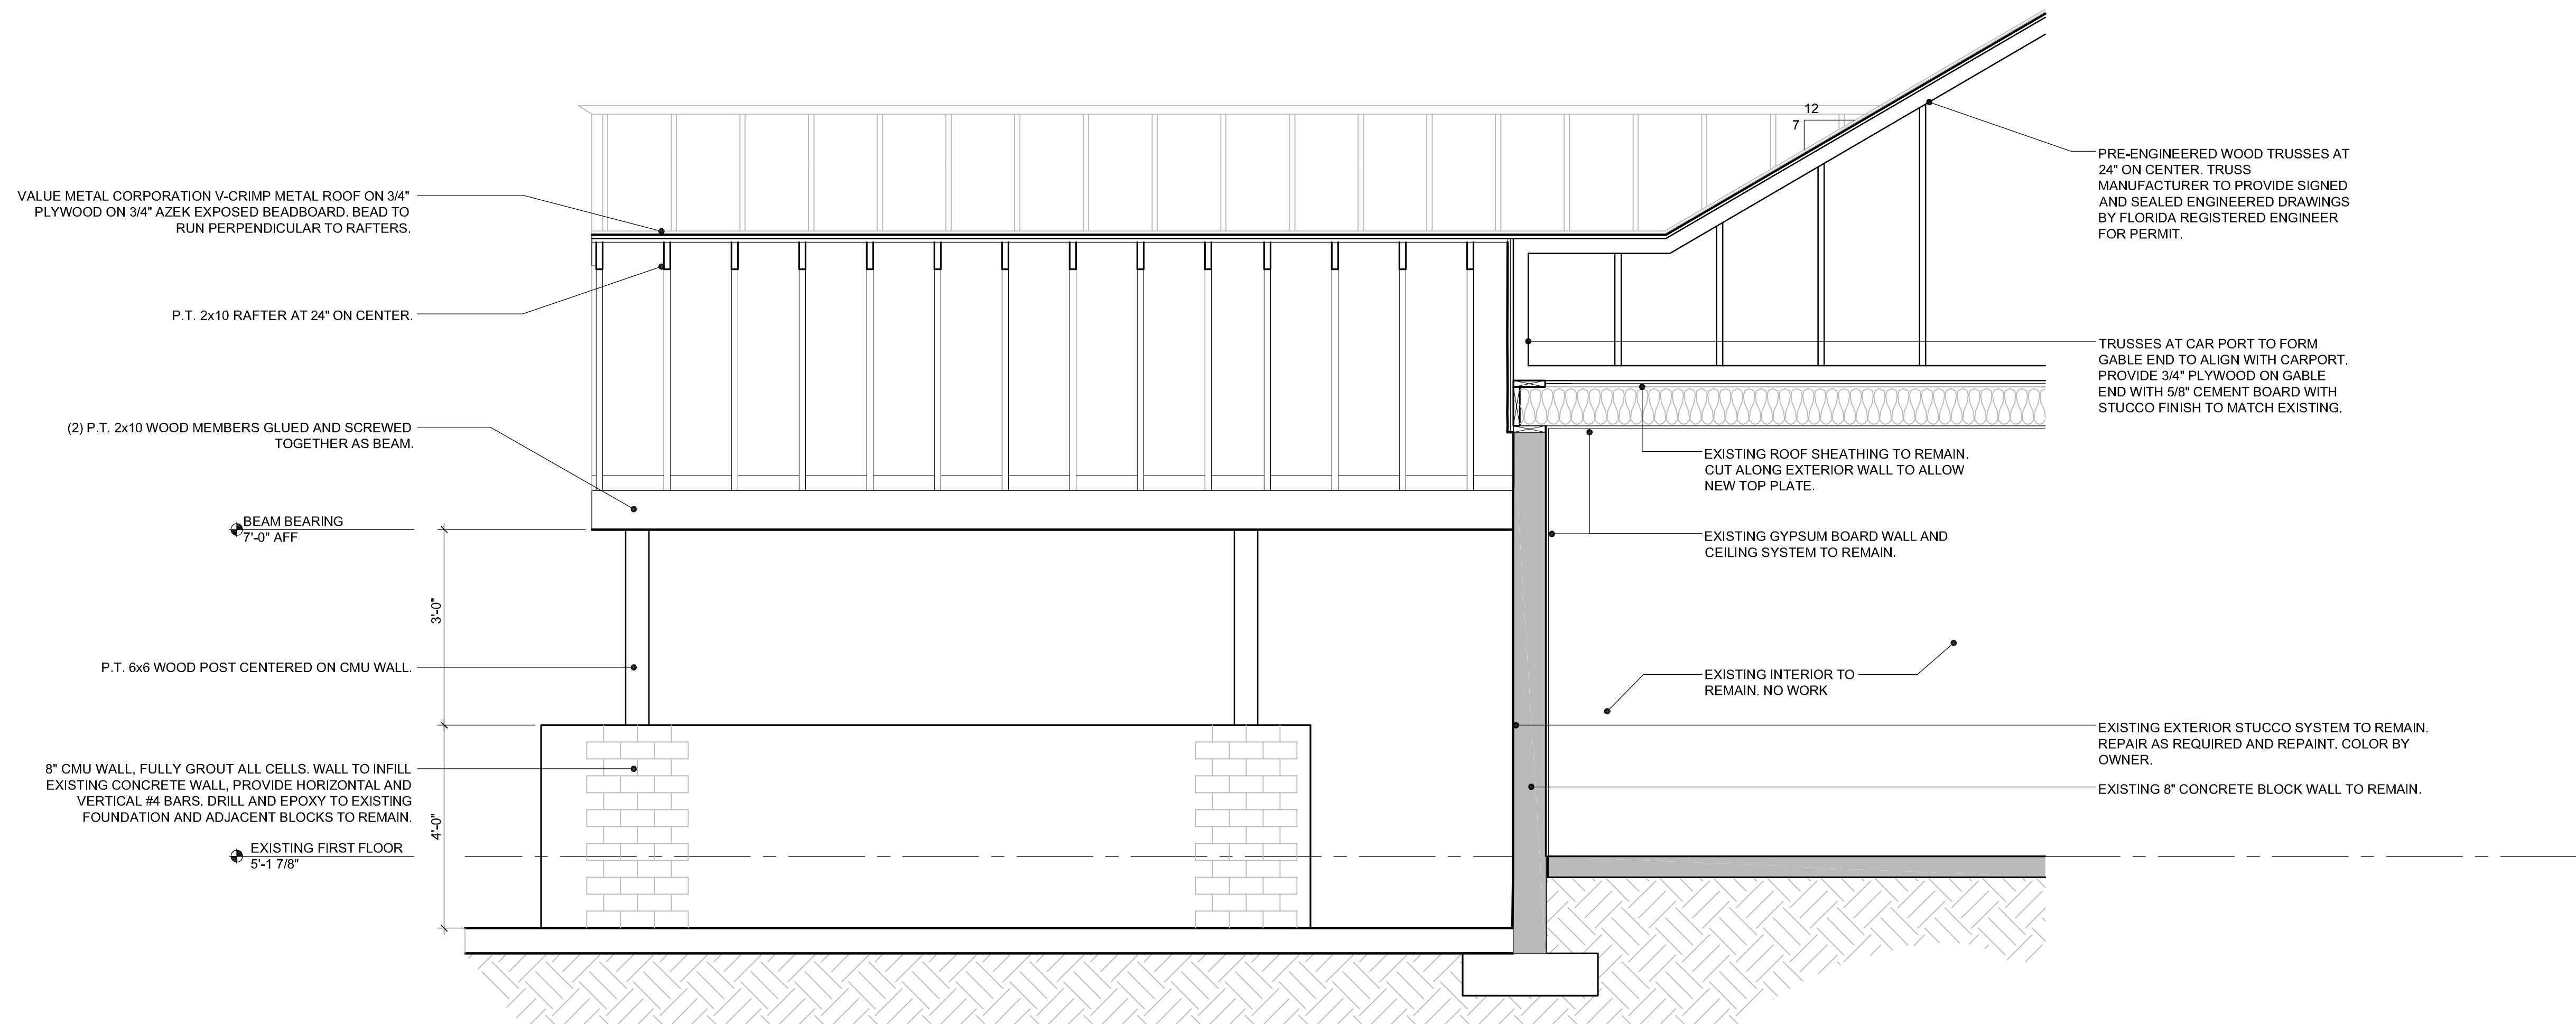 12
7
VALUE METAL CORPORATION V-CRIMP METAL ROOF ON 3/4"
PLYWOOD ON 3/4" AZEK EXPOSED BEADBOARD. BEAD TO
RUN PERPENDICULAR TO RAFTERS.
P.T. 2x10 RAFTER AT 24" ON CENTER.
(2) P.T. 2x10 WOOD MEMBERS GLUED AND SCREWED
TOGETHER AS BEAM.
BEAM BEARING
7'-0" AFF
3'-0"
P.T. 6x6 WOOD POST CENTERED ON CMU WALL.
8" CMU WALL, FULLY GROUT ALL CELLS. WALL TO INFILL
EXISTING CONCRETE WALL, PROVIDE HORIZONTAL AND
VERTICAL #4 BARS. DRILL AND EPOXY TO EXISTING
FOUNDATION AND ADJACENT BLOCKS TO REMAIN.
4'-0"
EXISTING FIRST FLOOR
5'-1 7/8"
PRE-ENGINEERED WOOD TRUSSES AT
24" ON CENTER. TRUSS
MANUFACTURER TO PROVIDE SIGNED
AND SEALED ENGINEERED DRAWINGS
BY FLORIDA REGISTERED ENGINEER
FOR PERMIT.
TRUSSES AT CAR PORT TO FORM
GABLE END TO ALIGN WITH CARPORT.
PROVIDE 3/4" PLYWOOD ON GABLE
END WITH 5/8" CEMENT BOARD WITH
STUCCO FINISH TO MATCH EXISTING.
EXISTING ROOF SHEATHING TO REMAIN.
CUT ALONG EXTERIOR WALL TO ALLOW
NEW TOP PLATE.
EXISTING GYPSUM BOARD WALL AND
CEILING SYSTEM TO REMAIN.
EXISTING INTERIOR TO
REMAIN. NO WORK
EXISTING EXTERIOR STUCCO SYSTEM TO REMAIN.
REPAIR AS REQUIRED AND REPAINT. COLOR BY
OWNER.
EXISTING 8" CONCRETE BLOCK WALL TO REMAIN.